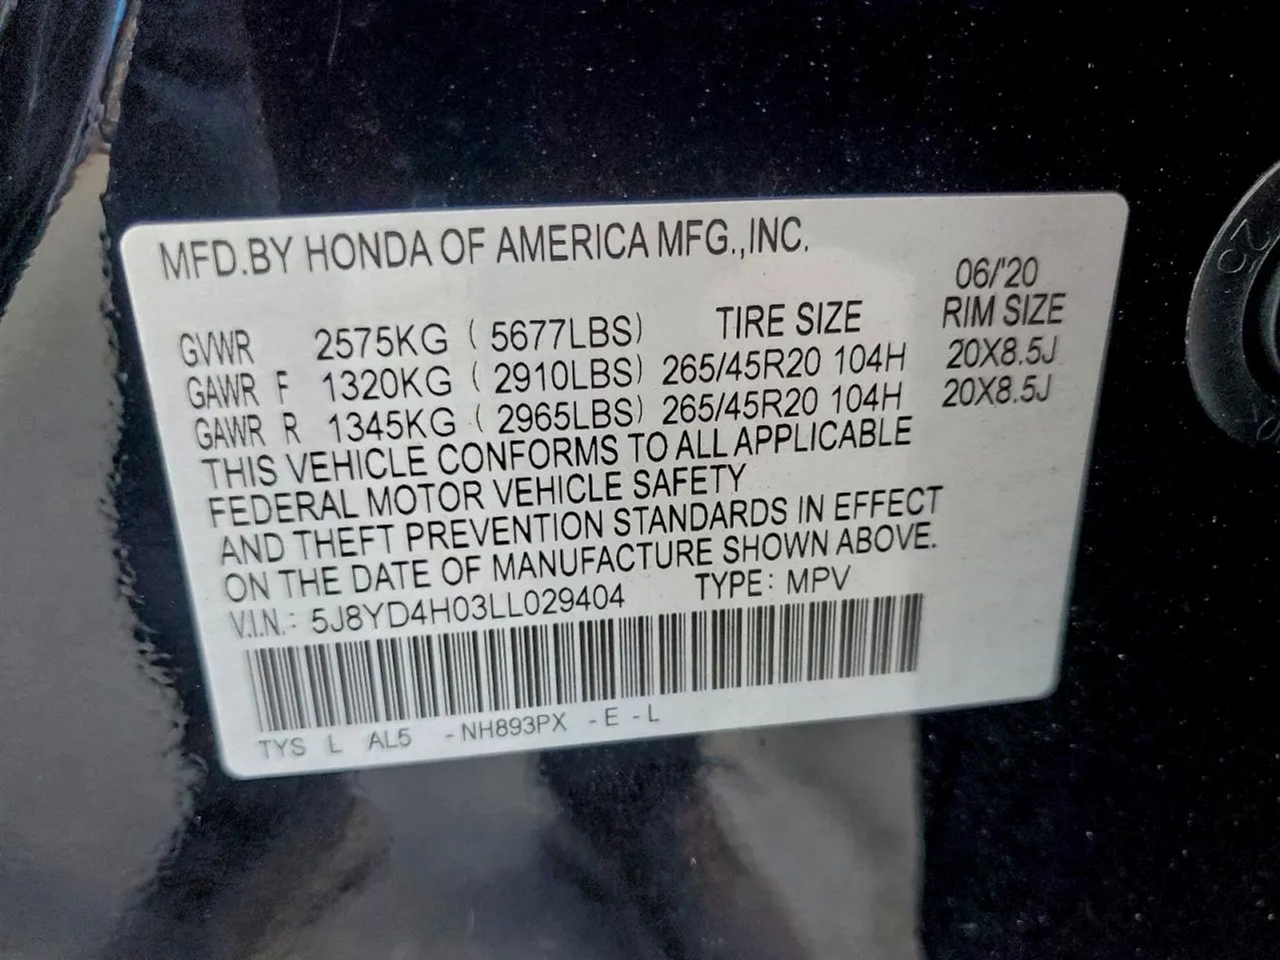 MFD.BY HONDA OF AMERICA MFG.,INC.
06/'20
GVWR 2575KG ( 5677LBS) TIRE SIZE RIM SIZE
GAWR F 1320KG ( 2910LBS) 265/45R20 104H 20X8.5J
GAWR R 1345KG ( 2965LBS) 265/45R20 104H 20X8.5J
THIS VEHICLE CONFORMS TO ALL APPLICABLE
FEDERAL MOTOR VEHICLE SAFETY
AND THEFT PREVENTION STANDARDS IN EFFECT
ON THE DATE OF MANUFACTURE SHOWN ABOVE.
V.I.N.: 5J8YD4H03LL029404 TYPE: MPV
TYS L AL5 -NH893PX -E -L